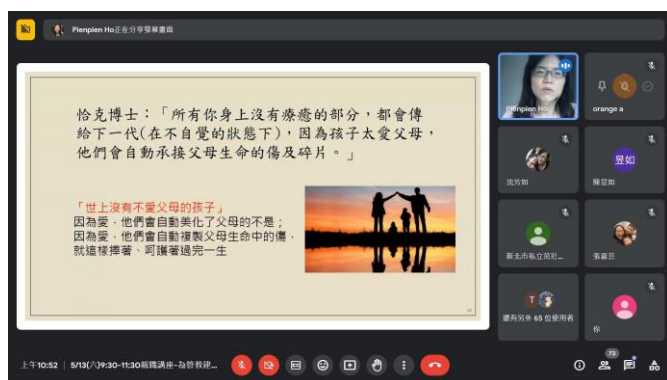 Pienpien Ho正在分享螢幕畫面
恰克博士:「所有你身上沒有療癒的部分,都會傳
給下一代(在不自覺的狀態下),因為孩子太愛父母,
他們會自動承接父母生命的傷及碎片。」
「世上沒有不愛父母的孩子」
因為愛,他們會自動美化了父母的不是;
因為愛,他們會自動複製父母生命中的傷,
就這樣捧著、呵護著過完一生
Pienpien Ho
orange a
沈芳如
昱如
陳昱如
新北市私立芭壯...
張嘉芸
T
還有另外 65 位使用者
你
上午10:52 | 5/13(六)9:30-11:30親職講座-為管教建...
73